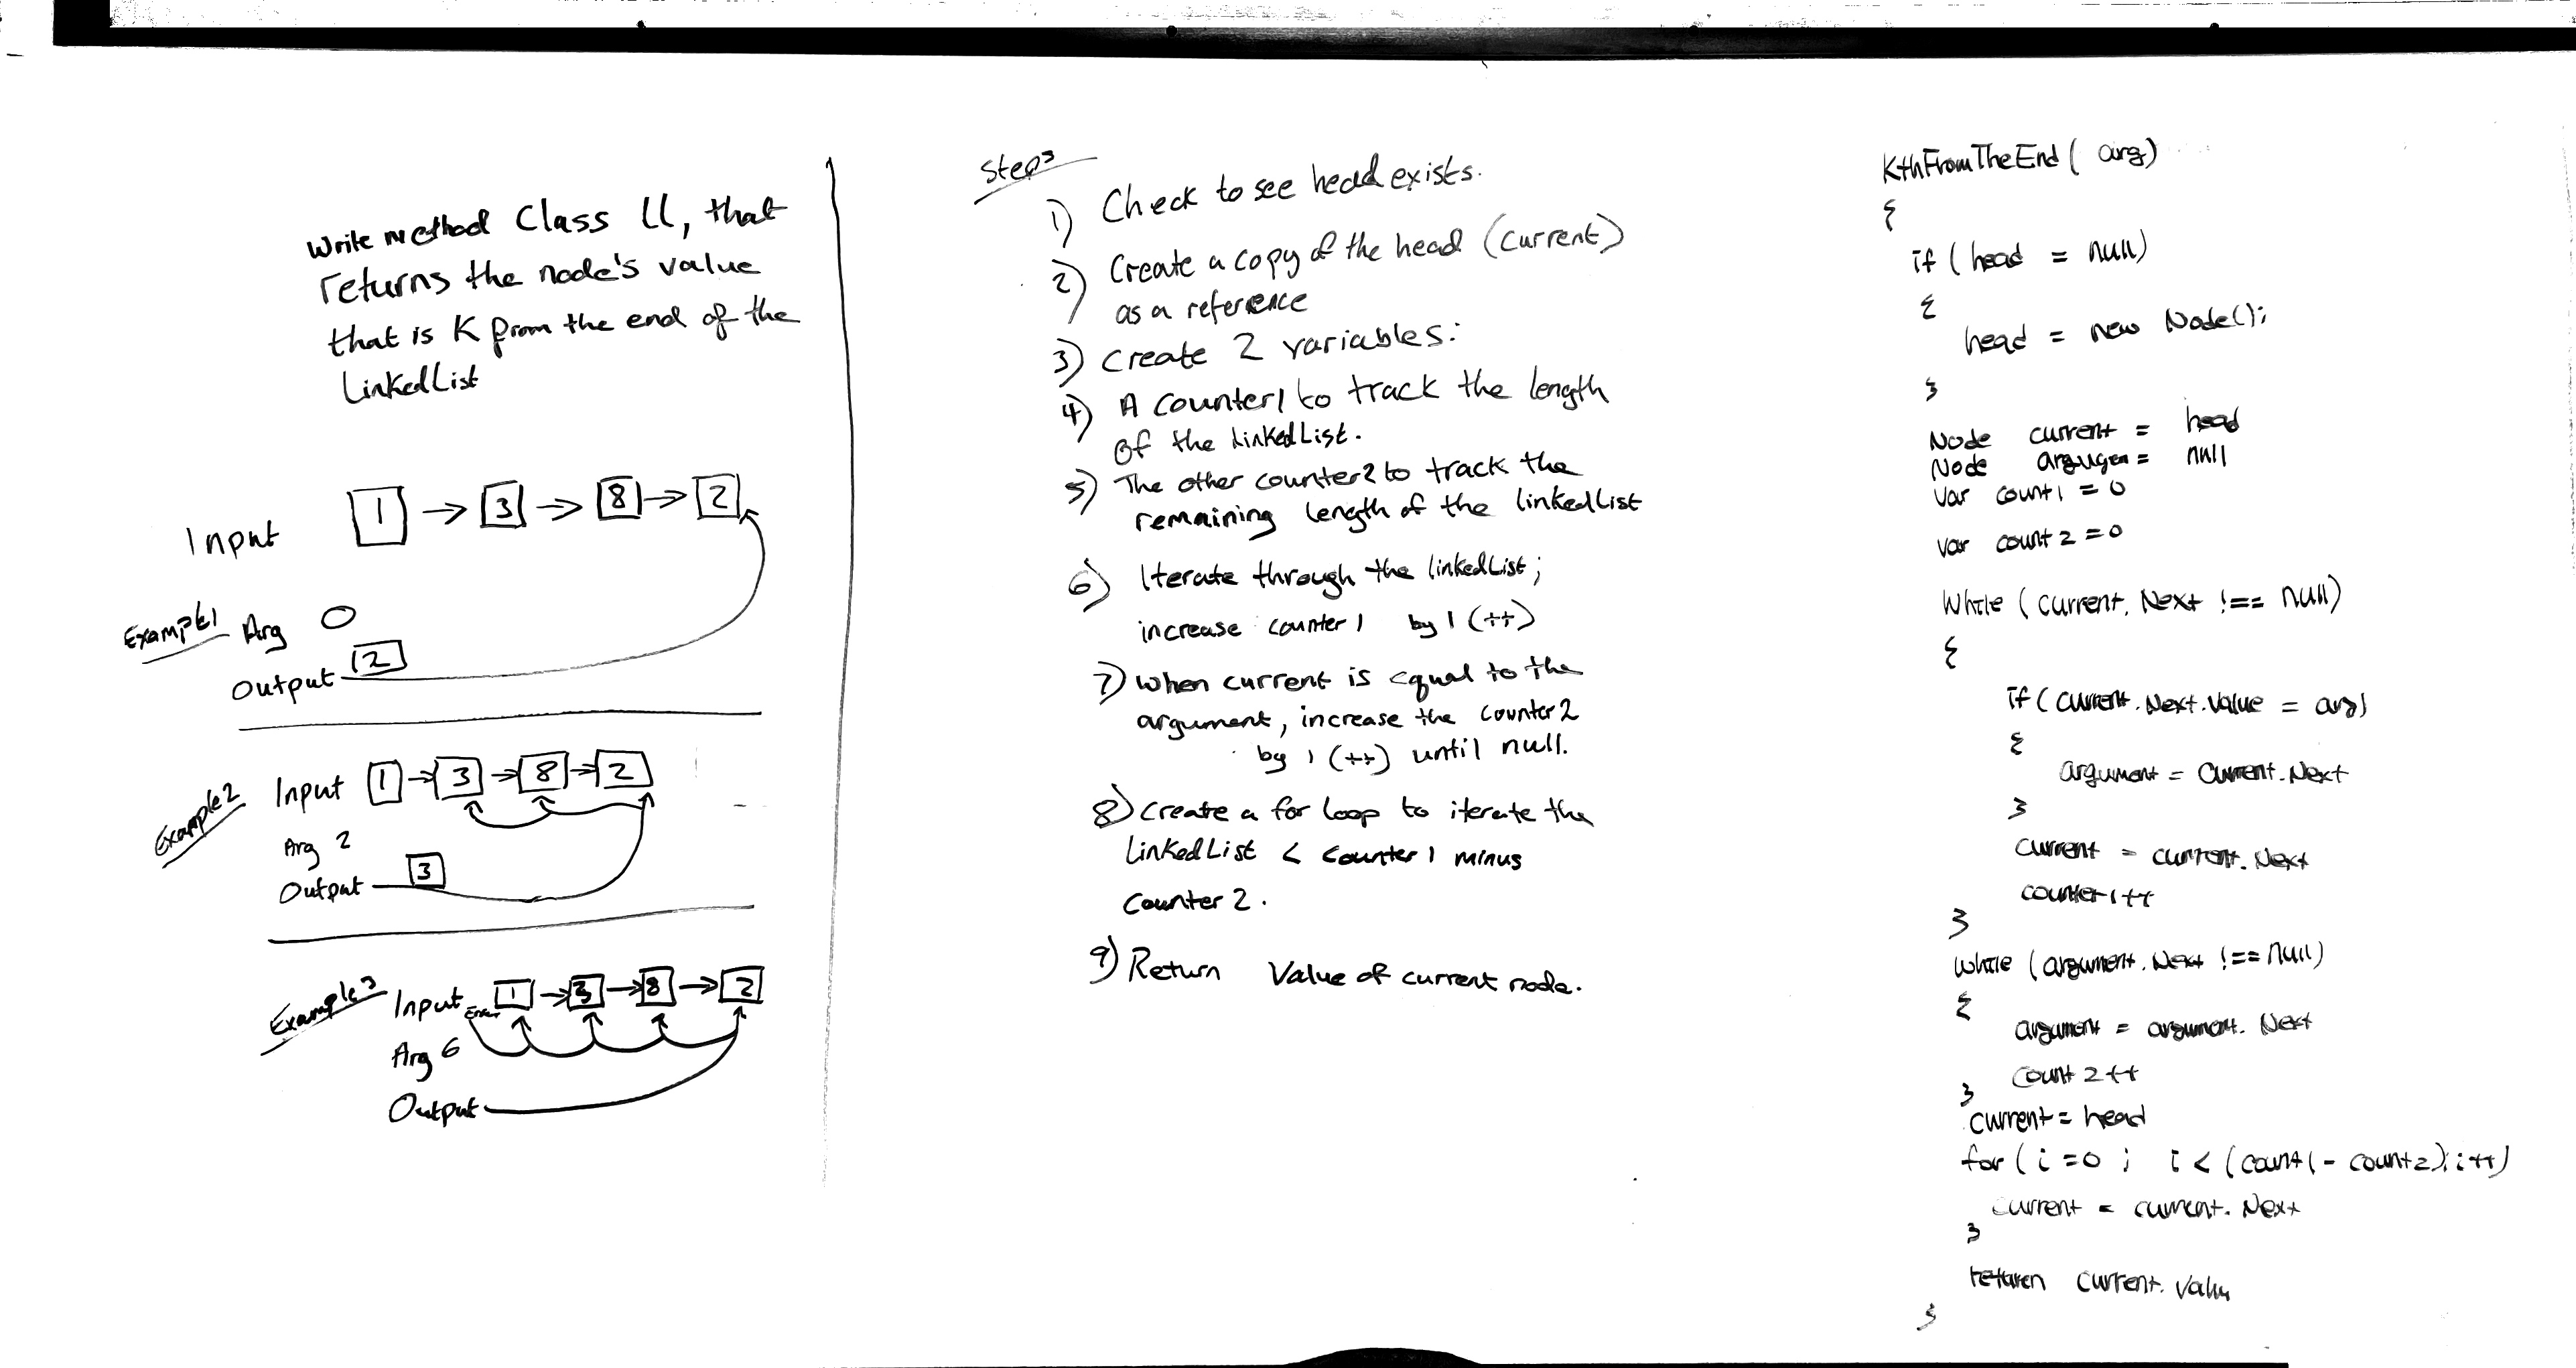 Write method Class LL, that
returns the node's value
that is K from the end of the
LinkedList
Input 1 → 3 → 8 → 2
Example1 Arg 0
Output 2
Example2 Input 1 → 3 → 8 → 2
Arg 2
Output 3
Example3 Input Error 1 → 3 → 8 → 2
Arg 6
Output
Steps
1) Check to see head exists.
2) Create a copy of the head (current)
as a reference
3) Create 2 variables:
4) A counter1 to track the length
of the LinkedList.
5) The other counter2 to track the
remaining length of the linkedList
6) Iterate through the linkedList;
increase counter 1 by 1 (++)
7) When current is equal to the
argument, increase the counter2
by 1 (++) until null.
8) Create a for loop to iterate the
LinkedList < counter 1 minus
Counter 2.
9) Return Value of current node.
KthFromTheEnd( arg)
{
if (head = null)
{
head = new Node();
}
Node current = head
Node = null
var count1 = 0
var count2 = 0
While (current.Next !== null)
{
if (current.Next.Value = arg)
{
argument = current.Next
}
current = current.Next
counter1++
}
While (argument.Next !== null)
{
argument = argument.Next
count2++
}
current = head
for (i = 0 ; i < (count1 - count2); i++)
current = current.Next
}
return current.value
}